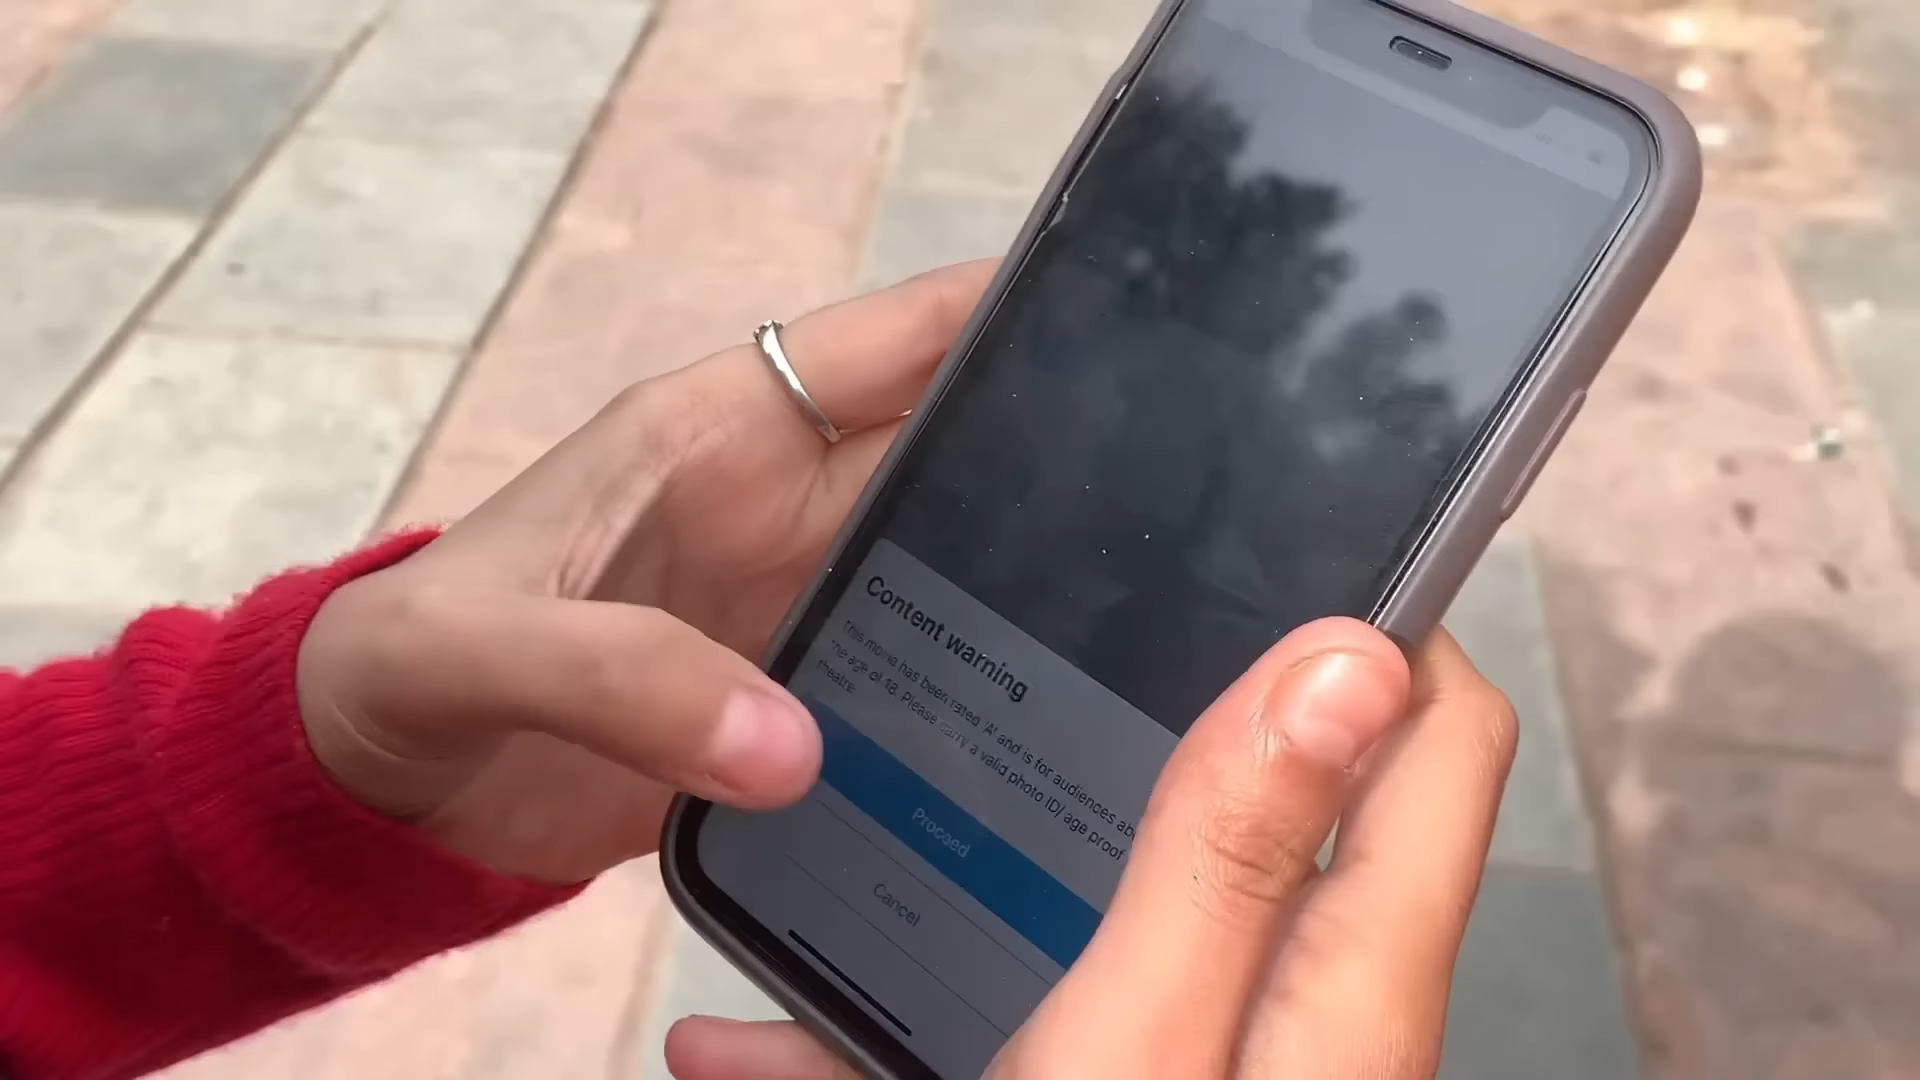 Content warning
This movie has been rated 'A' and is for audiences
the age of 18. Please carry a valid photo ID/ age proof
theatre.
Proceed
Cancel